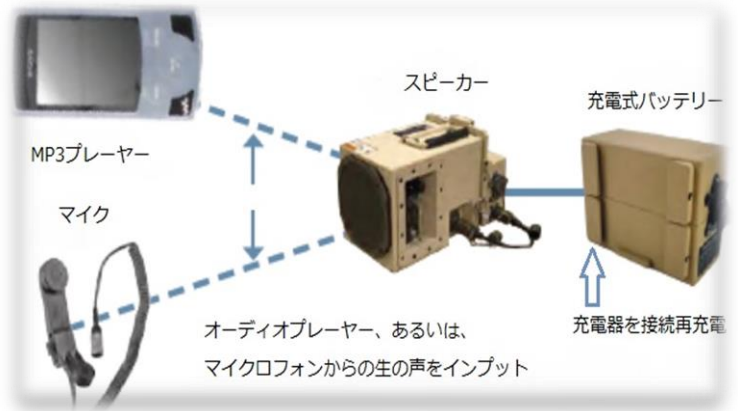 スピーカー
充電式バッテリー
MP3プレーヤー
マイク
充電器を接続再充電
オーディオプレーヤー、あるいは、
マイクロフォンからの生の声をインプット